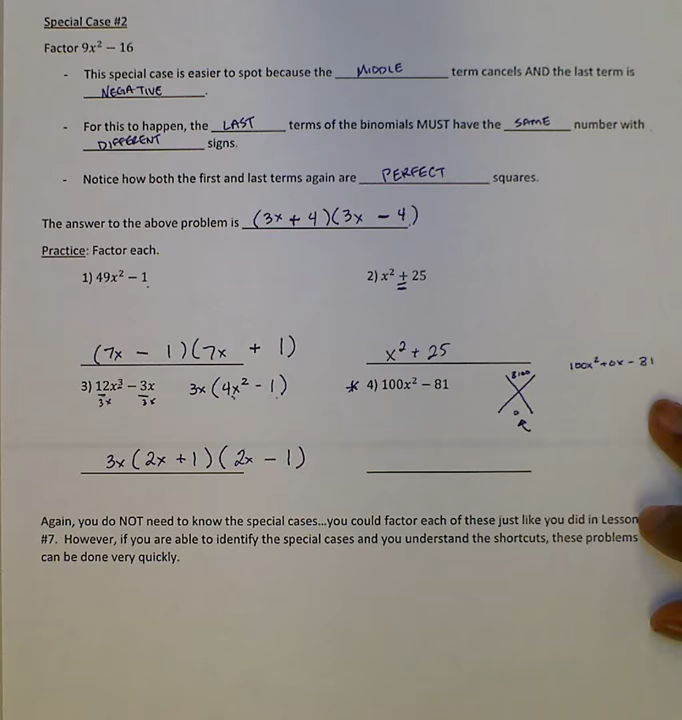 Special Case #2
Factor 9x² – 16
- This special case is easier to spot because the MIDDLE term cancels AND the last term is
NEGATIVE.
- For this to happen, the LAST terms of the binomials MUST have the SAME number with
DIFFERENT signs.
- Notice how both the first and last terms again are PERFECT squares.
The answer to the above problem is (3x + 4)(3x – 4)
Practice: Factor each.
1) 49x² – 1 2) x² + 25
(7x – 1)(7x + 1) x² + 25 100x² + 0x – 81
3) 12x³ – 3x 3x(4x² – 1) * 4) 100x² – 81 8100
3x 3x 0
3x(2x + 1)(2x – 1)
Again, you do NOT need to know the special cases...you could factor each of these just like you did in Lesson
#7. However, if you are able to identify the special cases and you understand the shortcuts, these problems
can be done very quickly.